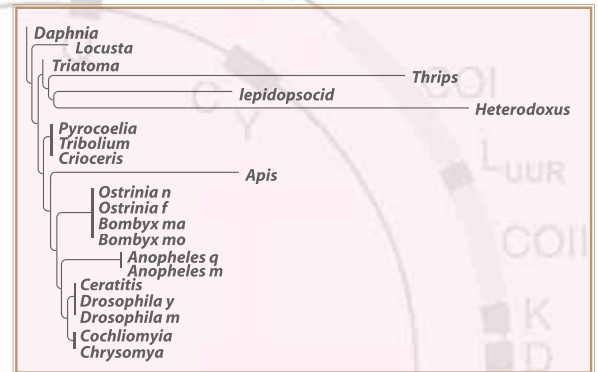 Daphnia
Locusta
Triatoma
Thrips
lepidopsocid
Heterodoxus
Pyrocoelia
Tribolium
Crioceris
Apis
Ostrinia n
Ostrinia f
Bombyx ma
Bombyx mo
Anopheles q
Anopheles m
Ceratitis
Drosophila y
Drosophila m
Cochliomyia
Chrysomya
C
Y
COI
LUUR
COII
K
D